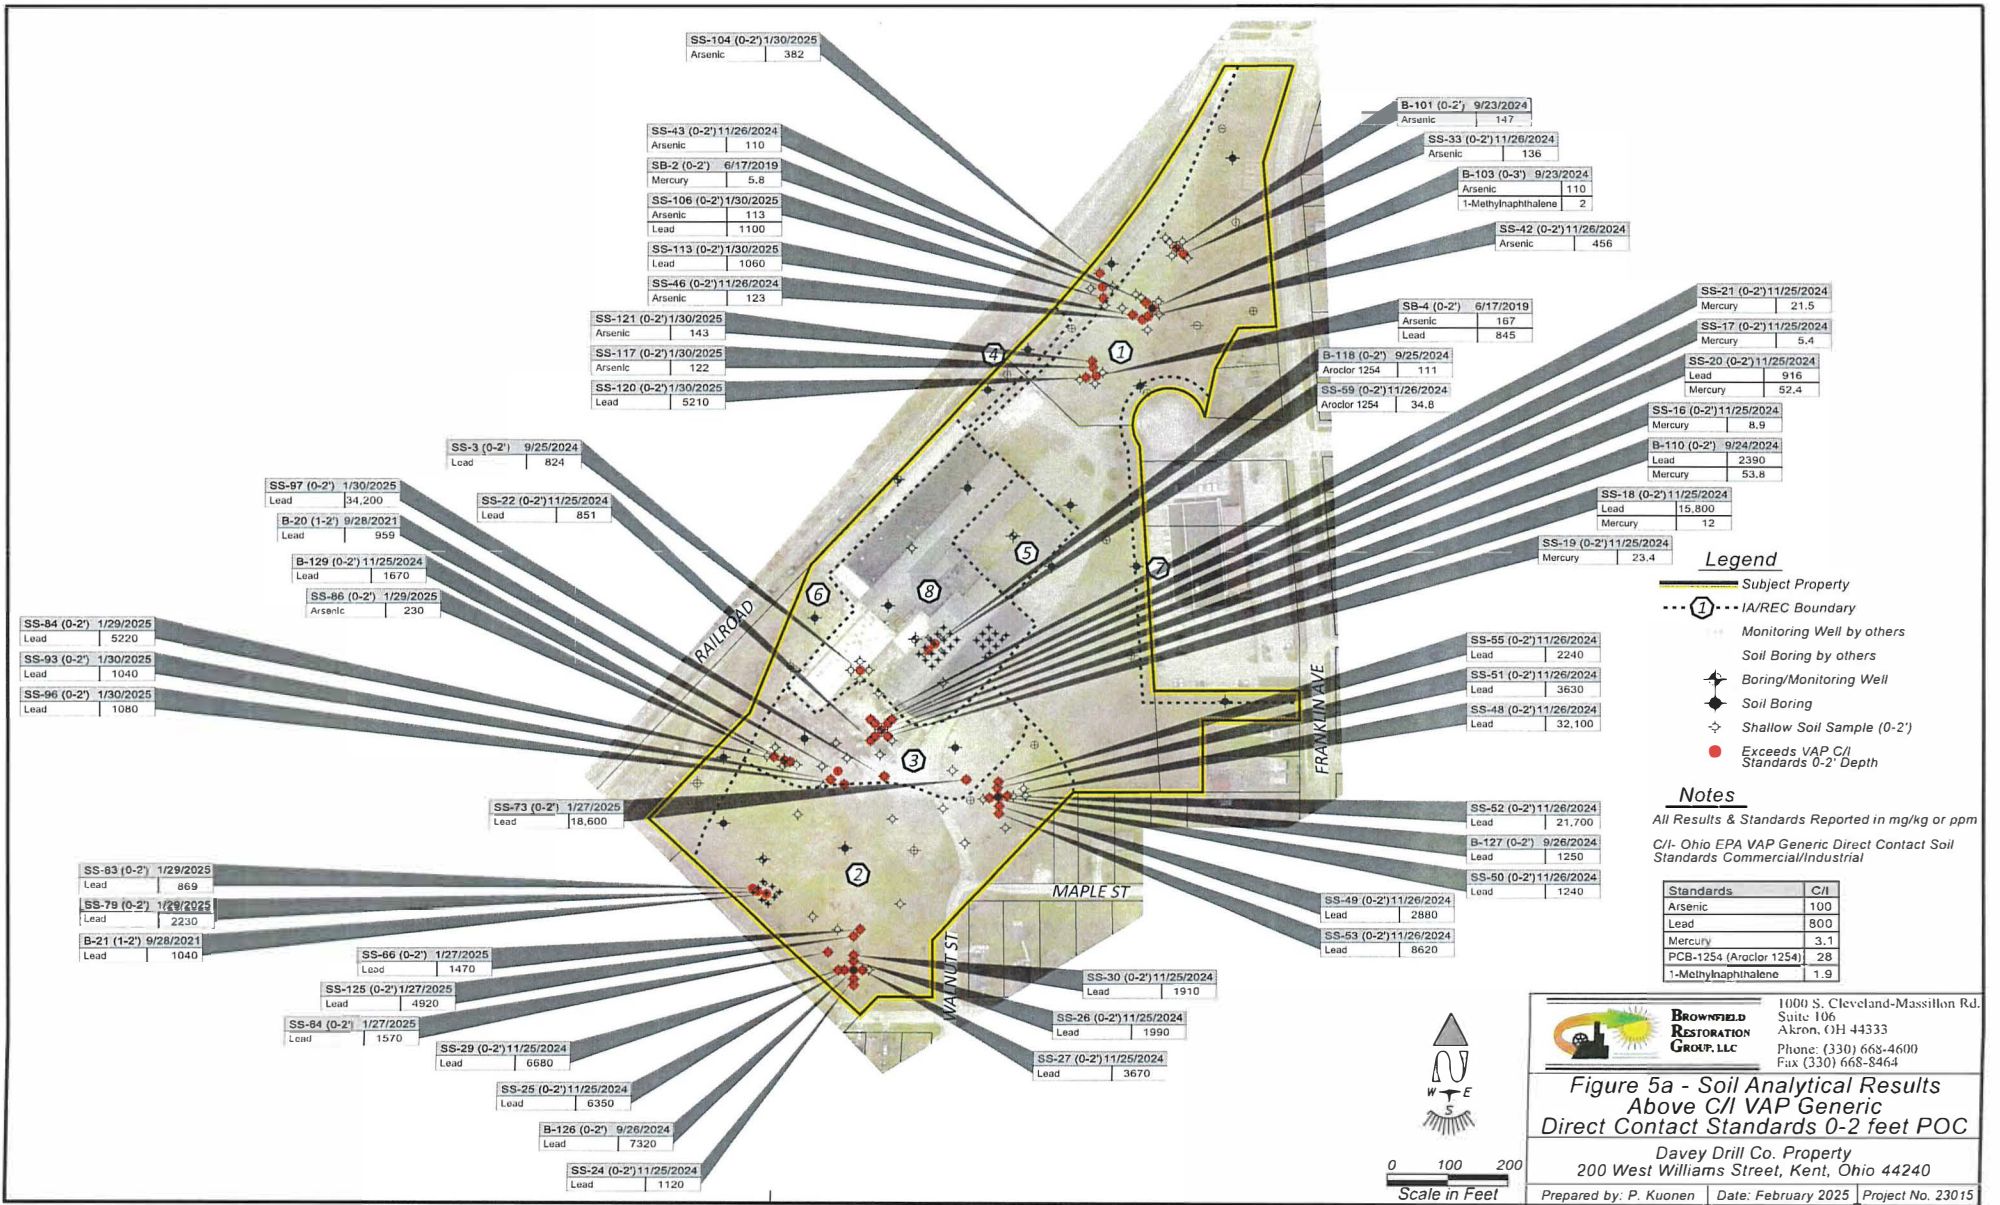 SS-104 (0-2') 1/30/2025
Arsenic 382
SS-43 (0-2') 11/26/2024
Arsenic 110
SB-2 (0-2') 6/17/2019
Mercury 5.8
SS-106 (0-2') 1/30/2025
Arsenic 113
Lead 1100
SS-113 (0-2') 1/30/2025
Lead 1060
SS-46 (0-2') 11/26/2024
Arsenic 123
SS-121 (0-2') 1/30/2025
Arsenic 143
SS-117 (0-2') 1/30/2025
Arsenic 122
SS-120 (0-2') 1/30/2025
Lead 5210
SS-3 (0-2') 9/25/2024
Lead 824
SS-22 (0-2') 11/25/2024
Lead 851
SS-97 (0-2') 1/30/2025
Lead 34,200
B-20 (1-2') 9/28/2021
Lead 959
B-129 (0-2') 11/25/2024
Lead 1670
SS-86 (0-2') 1/29/2025
Arsenic 230
SS-84 (0-2') 1/29/2025
Lead 5220
SS-93 (0-2') 1/30/2025
Lead 1040
SS-96 (0-2') 1/30/2025
Lead 1080
SS-73 (0-2') 1/27/2025
Lead 18,600
SS-83 (0-2') 1/29/2025
Lead 869
SS-79 (0-2') 1/29/2025
Lead 2230
B-21 (1-2') 9/28/2021
Lead 1040
SS-66 (0-2') 1/27/2025
Lead 1470
SS-125 (0-2') 1/27/2025
Lead 4920
SS-64 (0-2') 1/27/2025
Lead 1570
SS-29 (0-2') 11/25/2024
Lead 6680
SS-25 (0-2') 11/25/2024
Lead 6350
B-126 (0-2') 9/26/2024
Lead 7320
SS-24 (0-2') 11/25/2024
Lead 1120
B-101 (0-2') 9/23/2024
Arsenic 147
SS-33 (0-2') 11/26/2024
Arsenic 136
B-103 (0-3') 9/23/2024
Arsenic 110
1-Methylnaphthalene 2
SS-42 (0-2') 11/26/2024
Arsenic 456
SB-4 (0-2') 6/17/2019
Arsenic 167
Lead 845
B-118 (0-2') 9/25/2024
Aroclor 1254 111
SS-59 (0-2') 11/26/2024
Aroclor 1254 34.8
SS-21 (0-2') 11/25/2024
Mercury 21.5
SS-17 (0-2') 11/25/2024
Mercury 5.4
SS-20 (0-2') 11/25/2024
Lead 916
Mercury 52.4
SS-16 (0-2') 11/25/2024
Mercury 8.9
B-110 (0-2') 9/24/2024
Lead 2390
Mercury 53.8
SS-18 (0-2') 11/25/2024
Lead 15,800
Mercury 12
SS-19 (0-2') 11/25/2024
Mercury 23.4
SS-55 (0-2') 11/26/2024
Lead 2240
SS-51 (0-2') 11/26/2024
Lead 3630
SS-48 (0-2') 11/26/2024
Lead 32,100
SS-52 (0-2') 11/26/2024
Lead 21,700
B-127 (0-2') 9/26/2024
Lead 1250
SS-50 (0-2') 11/26/2024
Lead 1240
SS-49 (0-2') 11/26/2024
Lead 2880
SS-53 (0-2') 11/26/2024
Lead 8620
SS-30 (0-2') 11/25/2024
Lead 1910
SS-26 (0-2') 11/25/2024
Lead 1990
SS-27 (0-2') 11/25/2024
Lead 3670
4
1
5
7
8
6
3
2
RAILROAD
FRANKLIN AVE
MAPLE ST
WALNUT ST
Legend
Subject Property
1 IA/REC Boundary
Monitoring Well by others
Soil Boring by others
Boring/Monitoring Well
Soil Boring
Shallow Soil Sample (0-2')
Exceeds VAP C/I
Standards 0-2' Depth
Notes
All Results & Standards Reported in mg/kg or ppm
C/I- Ohio EPA VAP Generic Direct Contact Soil
Standards Commercial/Industrial
Standards C/I
Arsenic 100
Lead 800
Mercury 3.1
PCB-1254 (Aroclor 1254) 28
1-Methylnaphthalene 1.9
N
W E
S
0 100 200
Scale in Feet
BROWNFIELD
RESTORATION
GROUP, LLC
1000 S. Cleveland-Massillon Rd.
Suite 106
Akron, OH 44333
Phone: (330) 668-4600
Fax (330) 668-8464
Figure 5a - Soil Analytical Results
Above C/I VAP Generic
Direct Contact Standards 0-2 feet POC
Davey Drill Co. Property
200 West Williams Street, Kent, Ohio 44240
Prepared by: P. Kuonen Date: February 2025 Project No. 23015